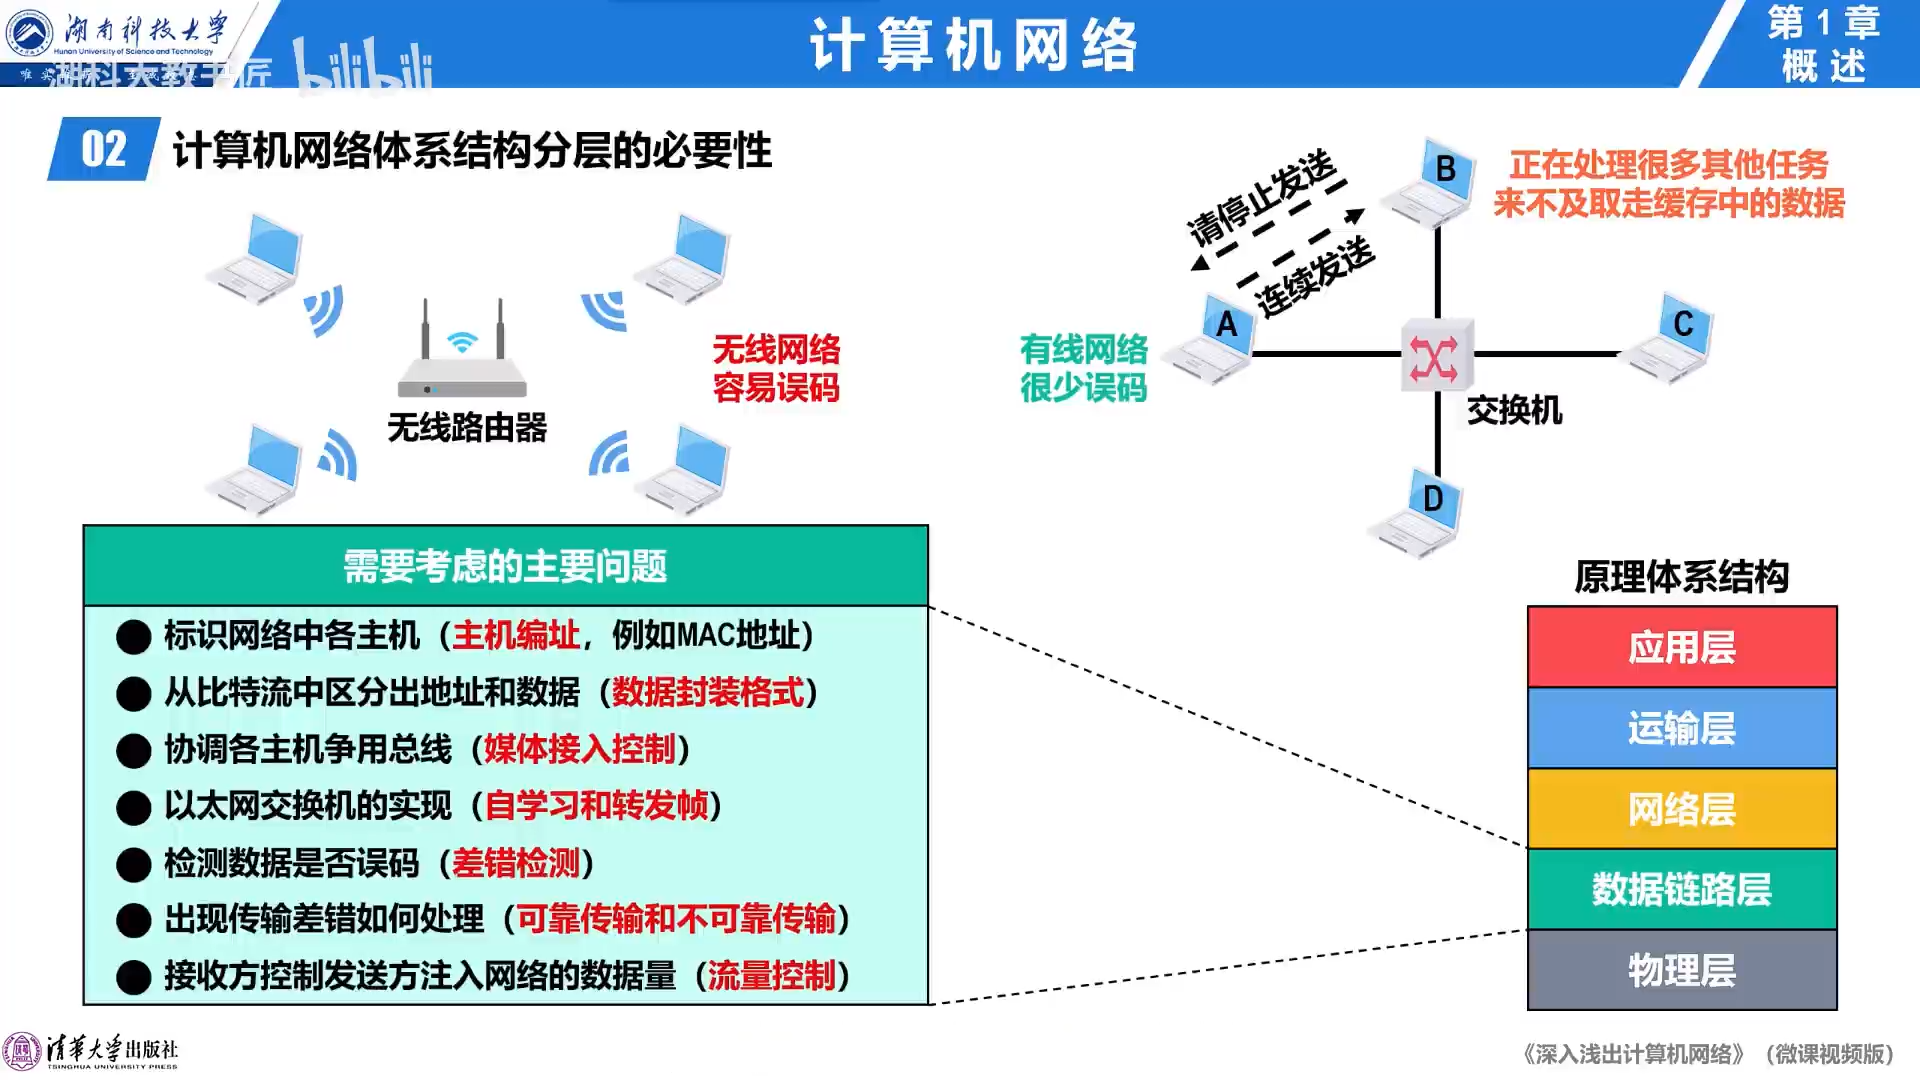 湖南科技大学
Hunan University of Science and Technology
湖科大教书匠 bilibili
计算机网络
第 1 章
概 述
02 计算机网络体系结构分层的必要性
无线路由器
无线网络
容易误码
有线网络
很少误码
请停止发送
连续发送
A
B
C
D
交换机
正在处理很多其他任务
来不及取走缓存中的数据
需要考虑的主要问题
标识网络中各主机（主机编址，例如MAC地址）
从比特流中区分出地址和数据（数据封装格式）
协调各主机争用总线（媒体接入控制）
以太网交换机的实现（自学习和转发帧）
检测数据是否误码（差错检测）
出现传输差错如何处理（可靠传输和不可靠传输）
接收方控制发送方注入网络的数据量（流量控制）
原理体系结构
应用层
运输层
网络层
数据链路层
物理层
清华大学出版社
TSINGHUA UNIVERSITY PRESS
《深入浅出计算机网络》（微课视频版）